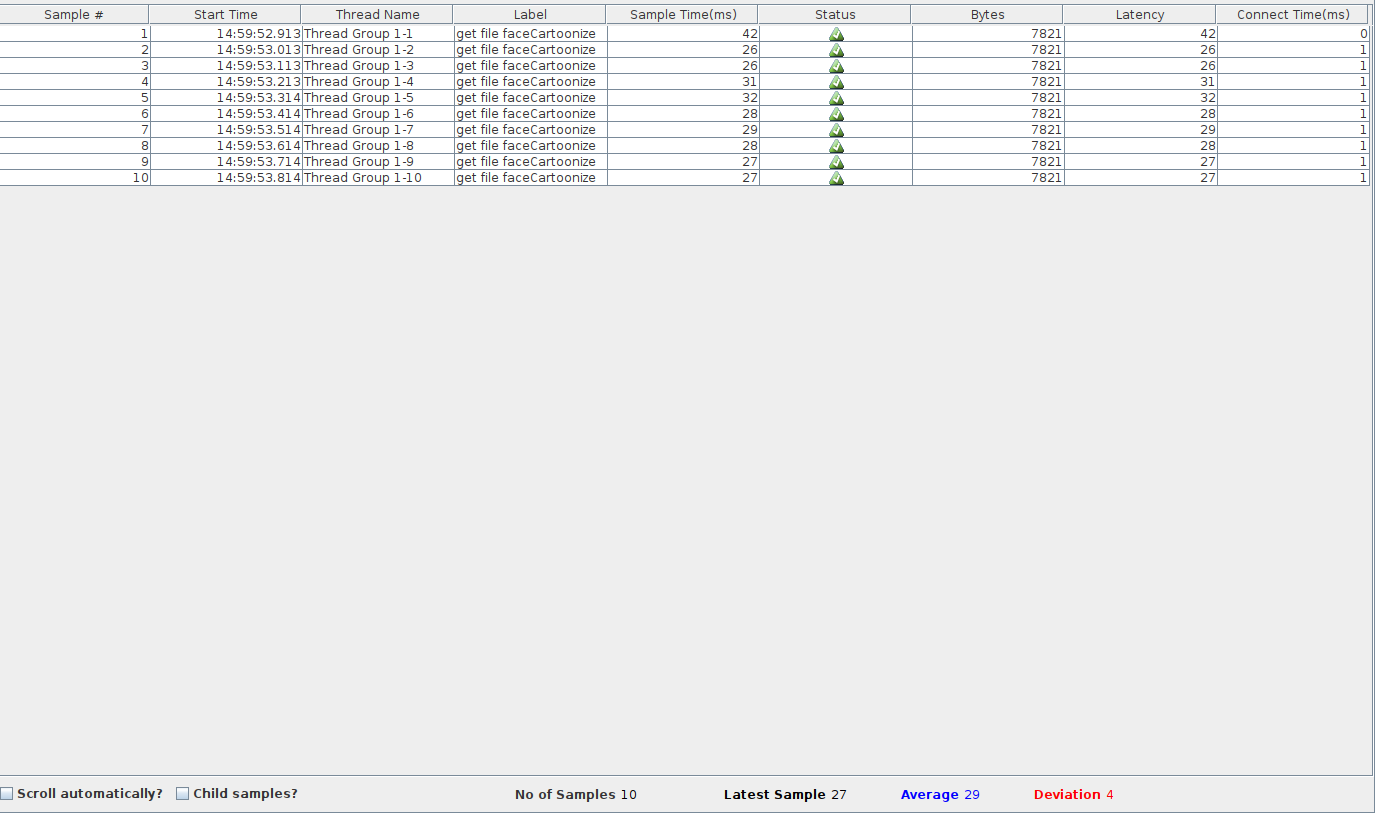 Sample # Start Time Thread Name Label Sample Time(ms) Status Bytes Latency Connect Time(ms)
1 14:59:52.913 Thread Group 1-1 get file faceCartoonize 42 7821 42 0
2 14:59:53.013 Thread Group 1-2 get file faceCartoonize 26 7821 26 1
3 14:59:53.113 Thread Group 1-3 get file faceCartoonize 26 7821 26 1
4 14:59:53.213 Thread Group 1-4 get file faceCartoonize 31 7821 31 1
5 14:59:53.314 Thread Group 1-5 get file faceCartoonize 32 7821 32 1
6 14:59:53.414 Thread Group 1-6 get file faceCartoonize 28 7821 28 1
7 14:59:53.514 Thread Group 1-7 get file faceCartoonize 29 7821 29 1
8 14:59:53.614 Thread Group 1-8 get file faceCartoonize 28 7821 28 1
9 14:59:53.714 Thread Group 1-9 get file faceCartoonize 27 7821 27 1
10 14:59:53.814 Thread Group 1-10 get file faceCartoonize 27 7821 27 1
Scroll automatically? Child samples? No of Samples 10 Latest Sample 27 Average 29 Deviation 4